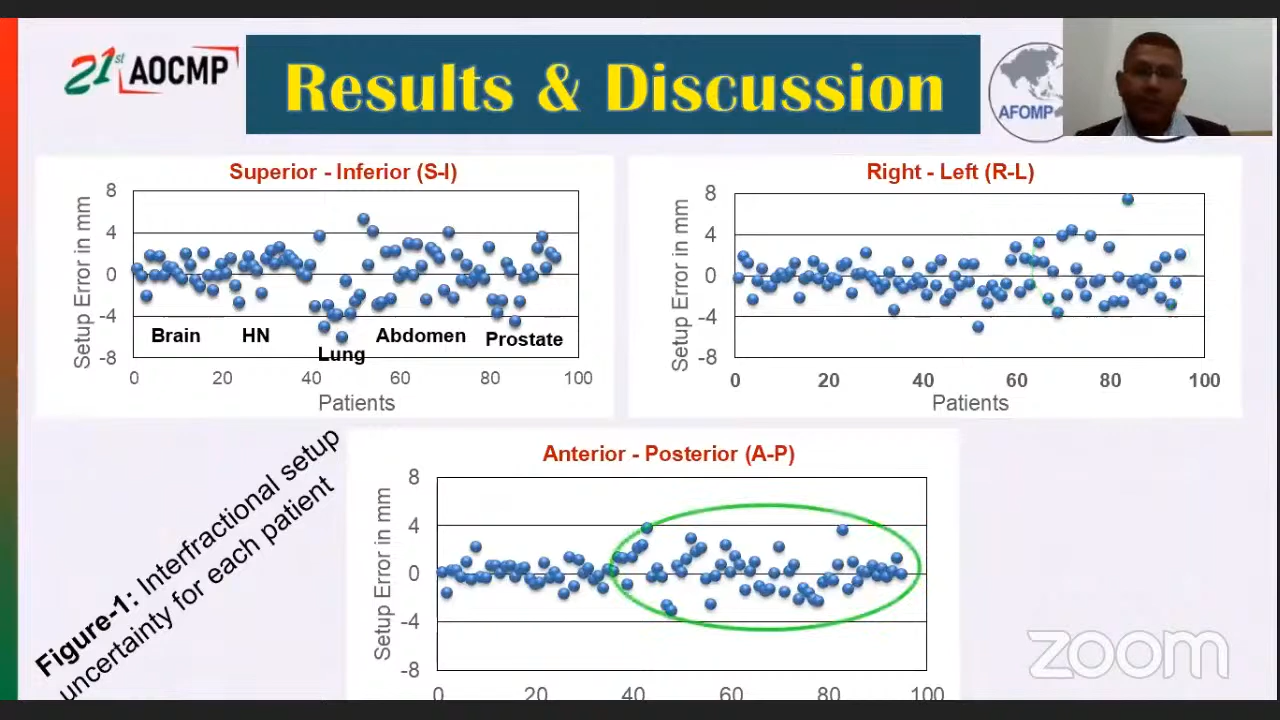 21st AOCMP
Results & Discussion
AFOMP
Superior - Inferior (S-I)
Setup Error in mm
8
4
0
-4
-8
Brain
HN
Lung
Abdomen
Prostate
0 20 40 60 80 100
Patients
Right - Left (R-L)
Setup Error in mm
8
4
0
-4
-8
0 20 40 60 80 100
Patients
Figure-1: Interfractional setup
uncertainty for each patient
Anterior - Posterior (A-P)
Setup Error in mm
8
4
0
-4
-8
0 20 40 60 80 100
zoom